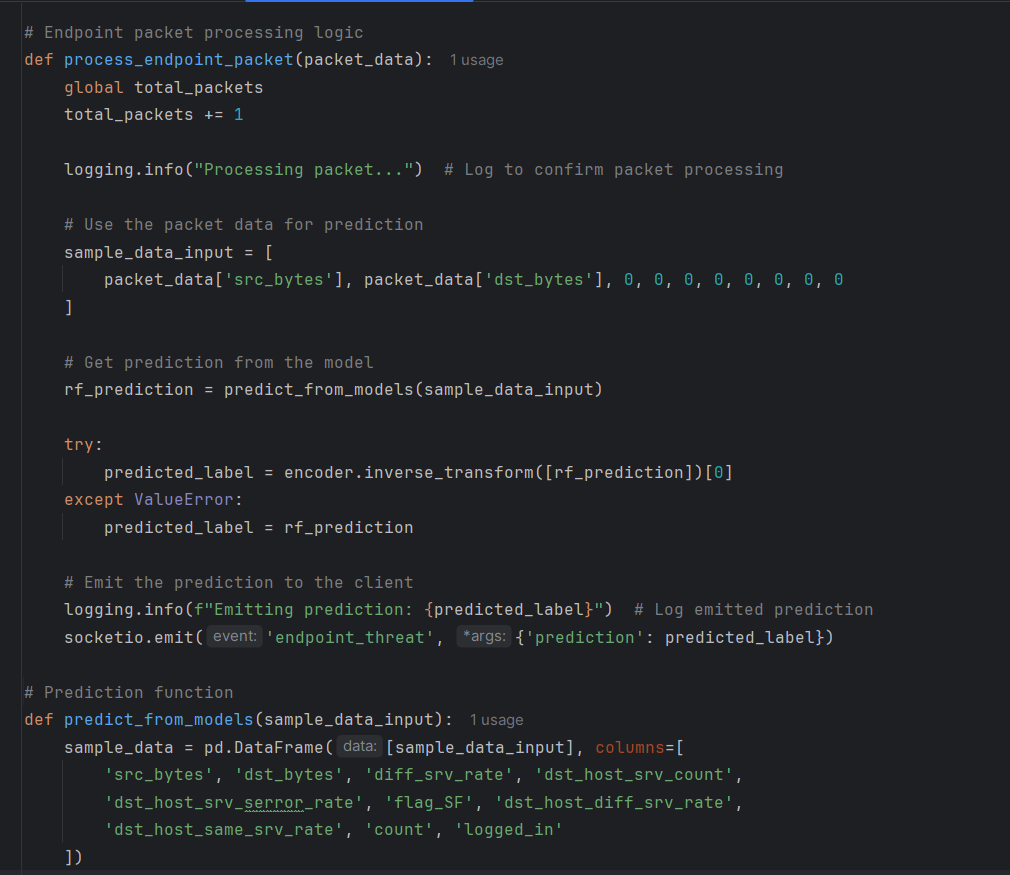 # Endpoint packet processing logic
def process_endpoint_packet(packet_data): 1 usage
    global total_packets
    total_packets += 1

    logging.info("Processing packet...")  # Log to confirm packet processing

    # Use the packet data for prediction
    sample_data_input = [
        packet_data['src_bytes'], packet_data['dst_bytes'], 0, 0, 0, 0, 0, 0, 0, 0
    ]

    # Get prediction from the model
    rf_prediction = predict_from_models(sample_data_input)

    try:
        predicted_label = encoder.inverse_transform([rf_prediction])[0]
    except ValueError:
        predicted_label = rf_prediction

    # Emit the prediction to the client
    logging.info(f"Emitting prediction: {predicted_label}")  # Log emitted prediction
    socketio.emit( event: 'endpoint_threat', *args: {'prediction': predicted_label})

# Prediction function
def predict_from_models(sample_data_input): 1 usage
    sample_data = pd.DataFrame( data: [sample_data_input], columns=[
        'src_bytes', 'dst_bytes', 'diff_srv_rate', 'dst_host_srv_count',
        'dst_host_srv_serror_rate', 'flag_SF', 'dst_host_diff_srv_rate',
        'dst_host_same_srv_rate', 'count', 'logged_in'
    ])